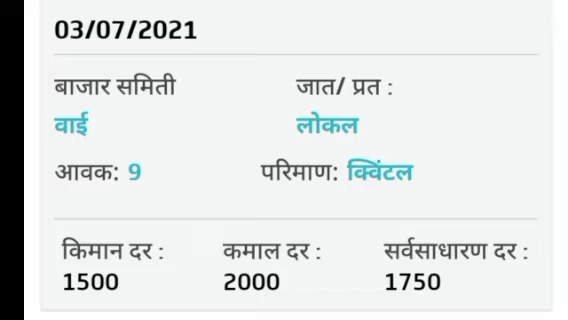 03/07/2021
बाजार समिती जात/ प्रत :
वाई लोकल
आवक: 9 परिमाण: क्विंटल
किमान दर : कमाल दर : सर्वसाधारण दर :
1500 2000 1750